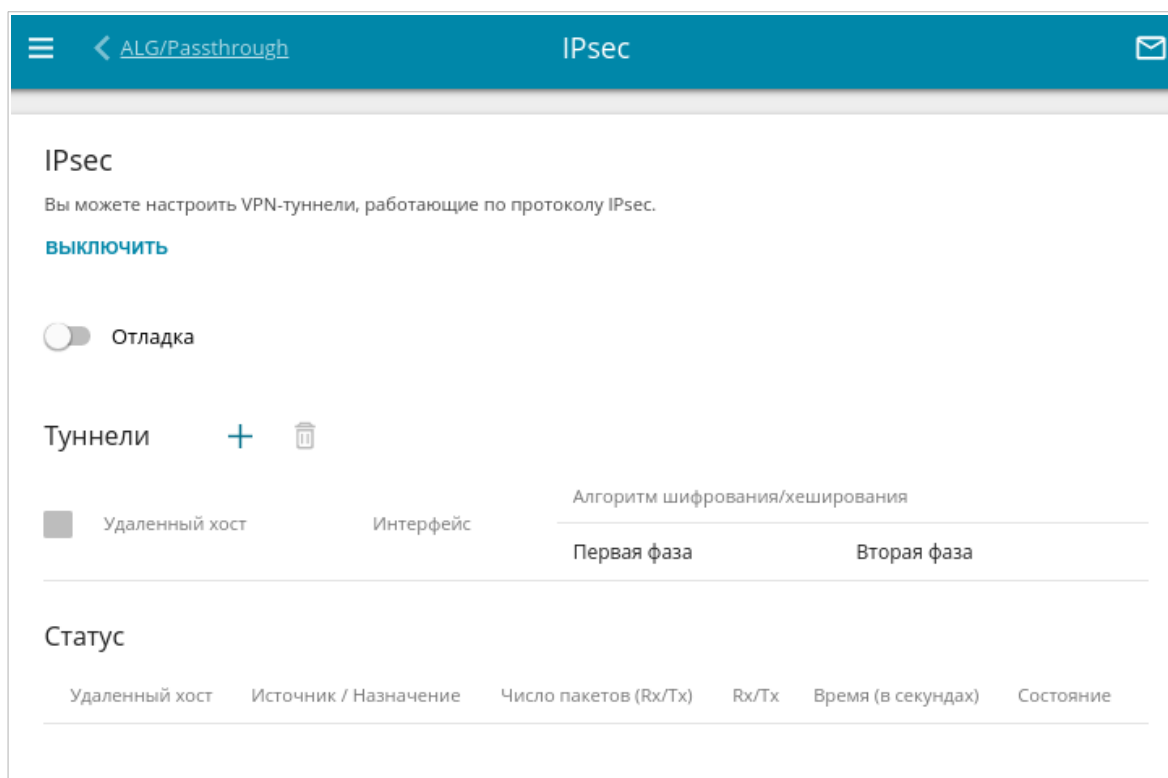 ALG/Passthrough IPsec
IPsec
Вы можете настроить VPN-туннели, работающие по протоколу IPsec.
ВЫКЛЮЧИТЬ
Отладка
Туннели
Алгоритм шифрования/хеширования
Удаленный хост Интерфейс
Первая фаза Вторая фаза
Статус
Удаленный хост Источник / Назначение Число пакетов (Rx/Tx) Rx/Tx Время (в секундах) Состояние